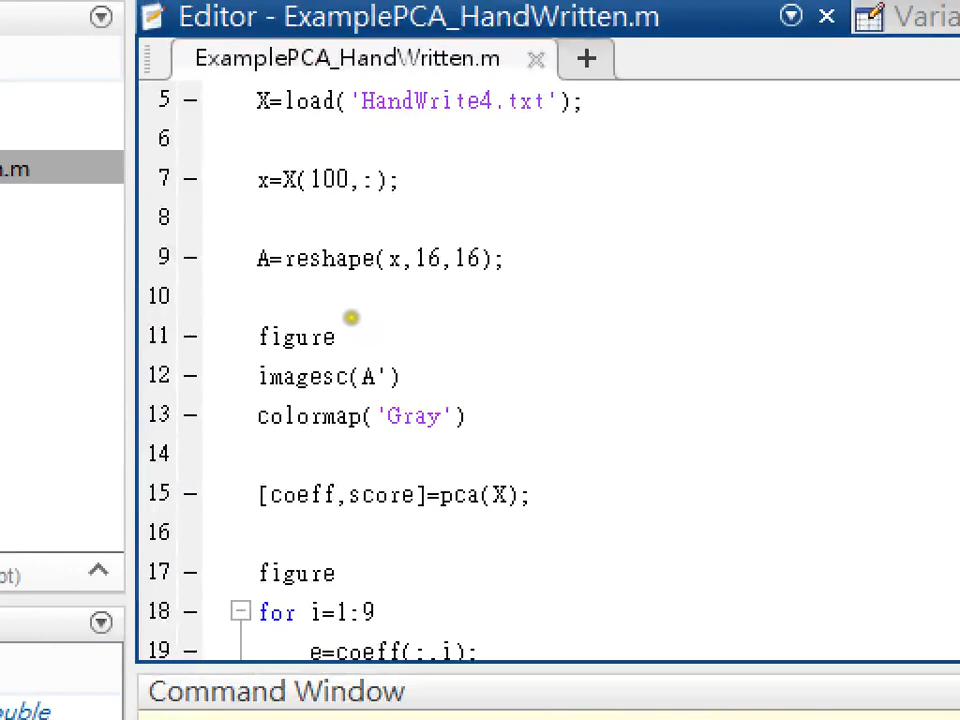 Editor - ExamplePCA_HandWritten.m
Varia
ExamplePCA_HandWritten.m
+
n.m
5 – X=load('HandWrite4.txt');
6
7 – x=X(100,:);
8
9 – A=reshape(x,16,16);
10
11 – figure
12 – imagesc(A')
13 – colormap('Gray')
14
15 – [coeff,score]=pca(X);
16
17 – figure
18 – for i=1:9
19 – e=coeff(:,i);
pt)
Command Window
ouble